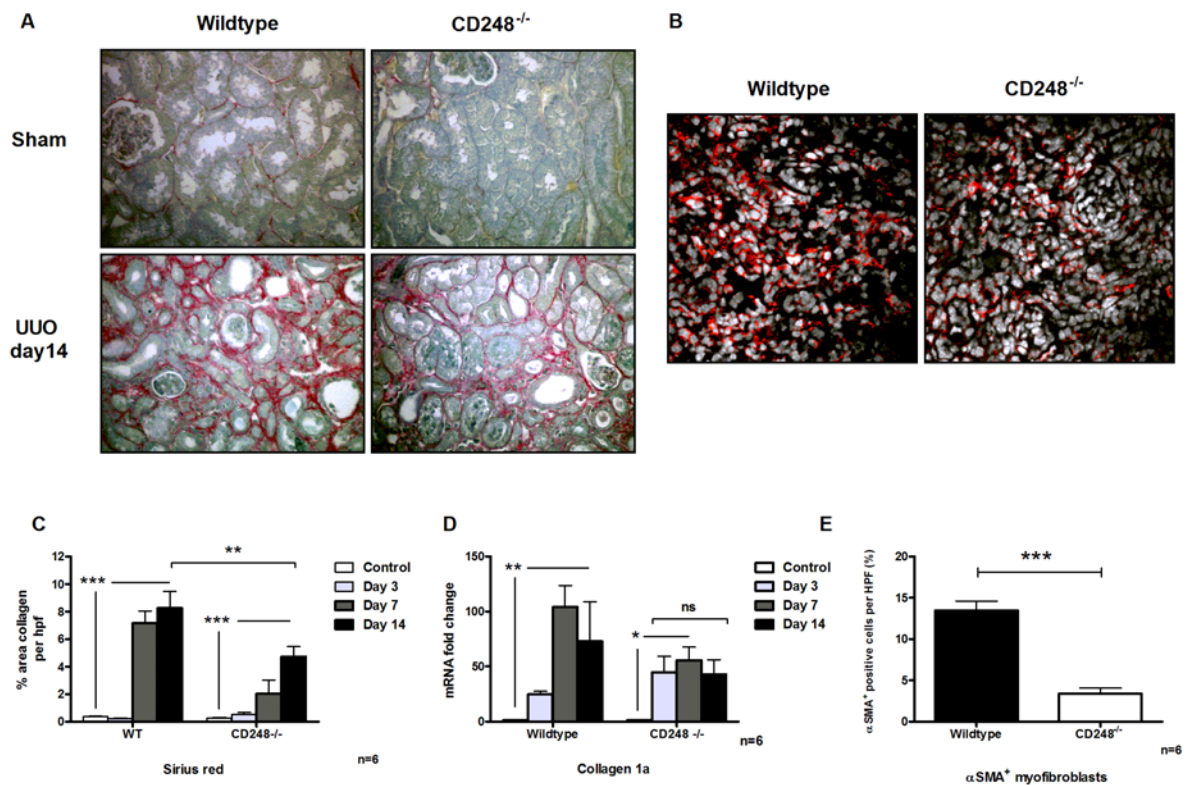 A
Wildtype
CD248-/-
Sham
UUO
day14
B
Wildtype
CD248-/-
C
% area collagen
per hpf
12
10
8
6
4
2
0
***
***
**
Control
Day 3
Day 7
Day 14
WT
CD248-/-
n=6
Sirius red
D
mRNA fold change
150
100
50
0
**
*
ns
Control
Day 3
Day 7
Day 14
Wildtype
CD248 -/-
n=6
Collagen 1a
E
αSMA+ positive cells per HPF (%)
20
15
10
5
0
***
Wildtype
CD248-/-
n=6
αSMA+ myofibroblasts